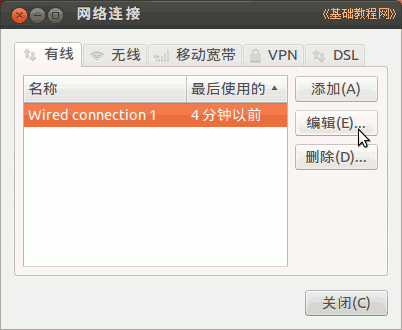 网络连接
《基础教程网》
有线 无线 移动宽带 VPN DSL
名称 最后使用的
Wired connection 1 4 分钟以前
添加(A)
编辑(E)...
删除(D)...
关闭(C)